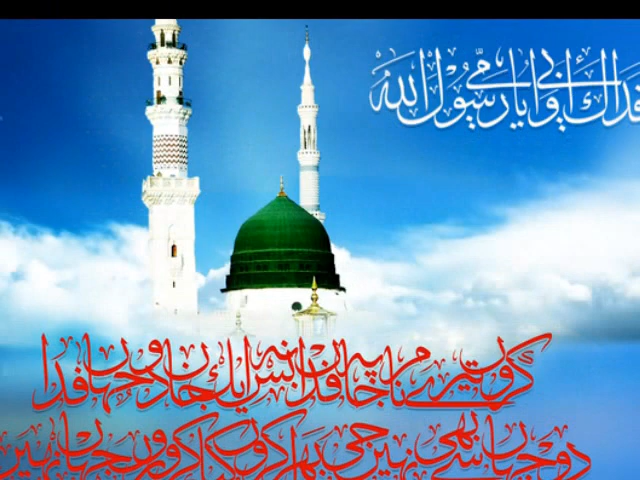 فداك أبي وأمي يا رسول الله
کروں تیرے نام پہ جاں فدا نہ بس ایک جاں دو جہاں فدا
دو جہاں سے بھی نہیں جی بھرا کروں کیا کروروں جہاں نہیں